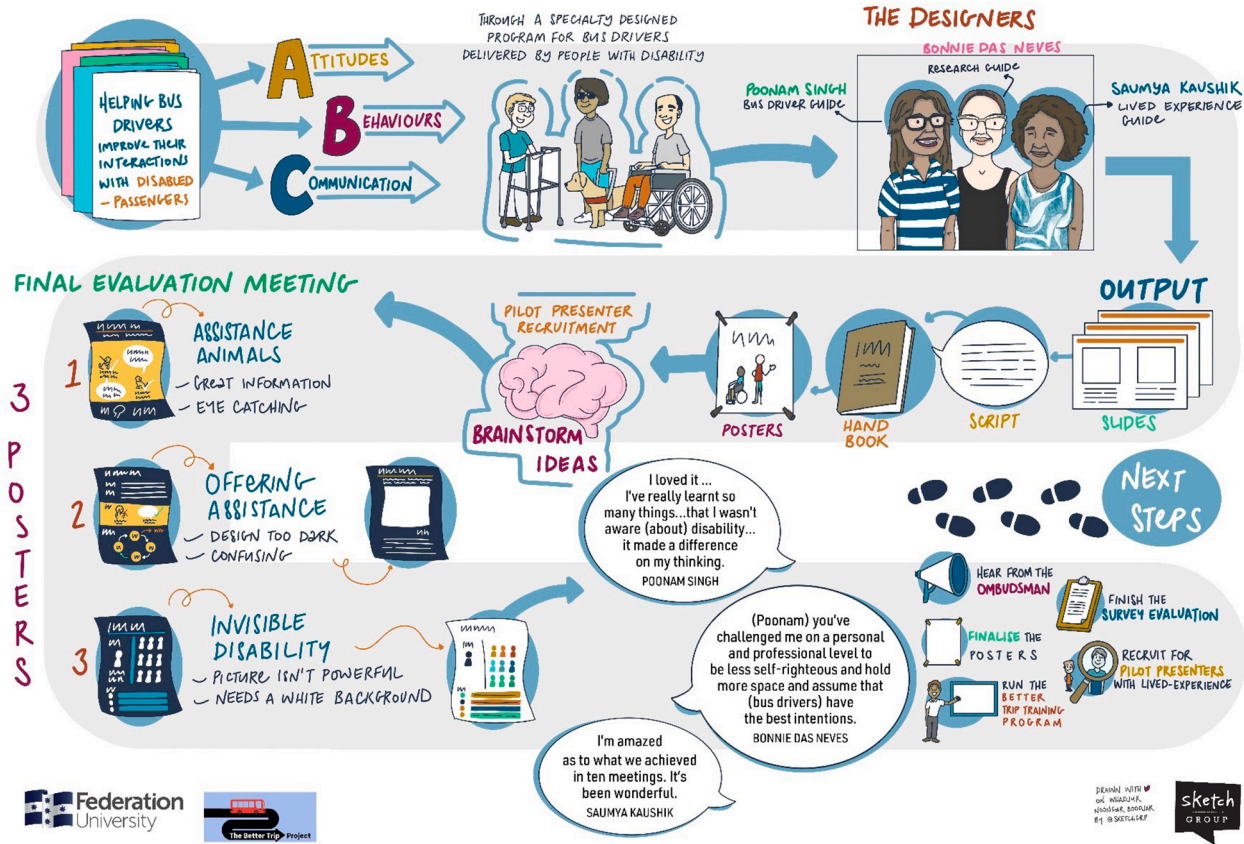 HELPING BUS
DRIVERS
IMPROVE THEIR
INTERACTIONS
WITH DISABLED
– PASSENGERS
ATTITUDES
BEHAVIOURS
COMMUNICATION
THROUGH A SPECIALTY DESIGNED
PROGRAM FOR BUS DRIVERS
DELIVERED BY PEOPLE WITH DISABILITY
THE DESIGNERS
BONNIE DAS NEVES
RESEARCH GUIDE
POONAM SINGH
BUS DRIVER GUIDE
SAUMYA KAUSHIK
LIVED EXPERIENCE
GUIDE
OUTPUT
SLIDES
SCRIPT
HAND
BOOK
POSTERS
PILOT PRESENTER
RECRUITMENT
BRAINSTORM
IDEAS
FINAL EVALUATION MEETING
3 POSTERS
1
ASSISTANCE
ANIMALS
– GREAT INFORMATION
– EYE CATCHING
2
OFFERING
ASSISTANCE
– DESIGN TOO DARK
– CONFUSING
3
INVISIBLE
DISABILITY
– PICTURE ISN'T POWERFUL
– NEEDS A WHITE BACKGROUND
I loved it ...
I've really learnt so
many things...that I wasn't
aware (about) disability...
it made a difference
on my thinking.
POONAM SINGH
(Poonam) you've
challenged me on a personal
and professional level to
be less self-righteous and hold
more space and assume that
(bus drivers) have
the best intentions.
BONNIE DAS NEVES
I'm amazed
as to what we achieved
in ten meetings. It's
been wonderful.
SAUMYA KAUSHIK
NEXT
STEPS
HEAR FROM THE
OMBUDSMAN
FINISH THE
SURVEY EVALUATION
FINALISE THE
POSTERS
RECRUIT FOR
PILOT PRESENTERS
WITH LIVED-EXPERIENCE
RUN THE
BETTER
TRIP TRAINING
PROGRAM
Federation
University
The Better Trip Project
DRAWN WITH
ON WHADJUK
NOONGAR BOODJAR
BY @SKETCHGRP
sketch
GROUP